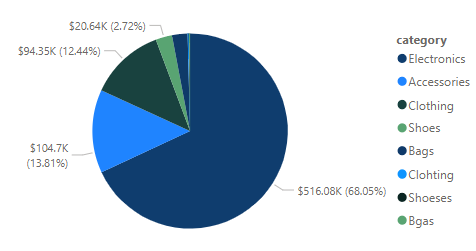 $20.64K (2.72%)
$94.35K (12.44%)
$104.7K
(13.81%)
$516.08K (68.05%)
category
Electronics
Accessories
Clothing
Shoes
Bags
Clohting
Shoeses
Bgas